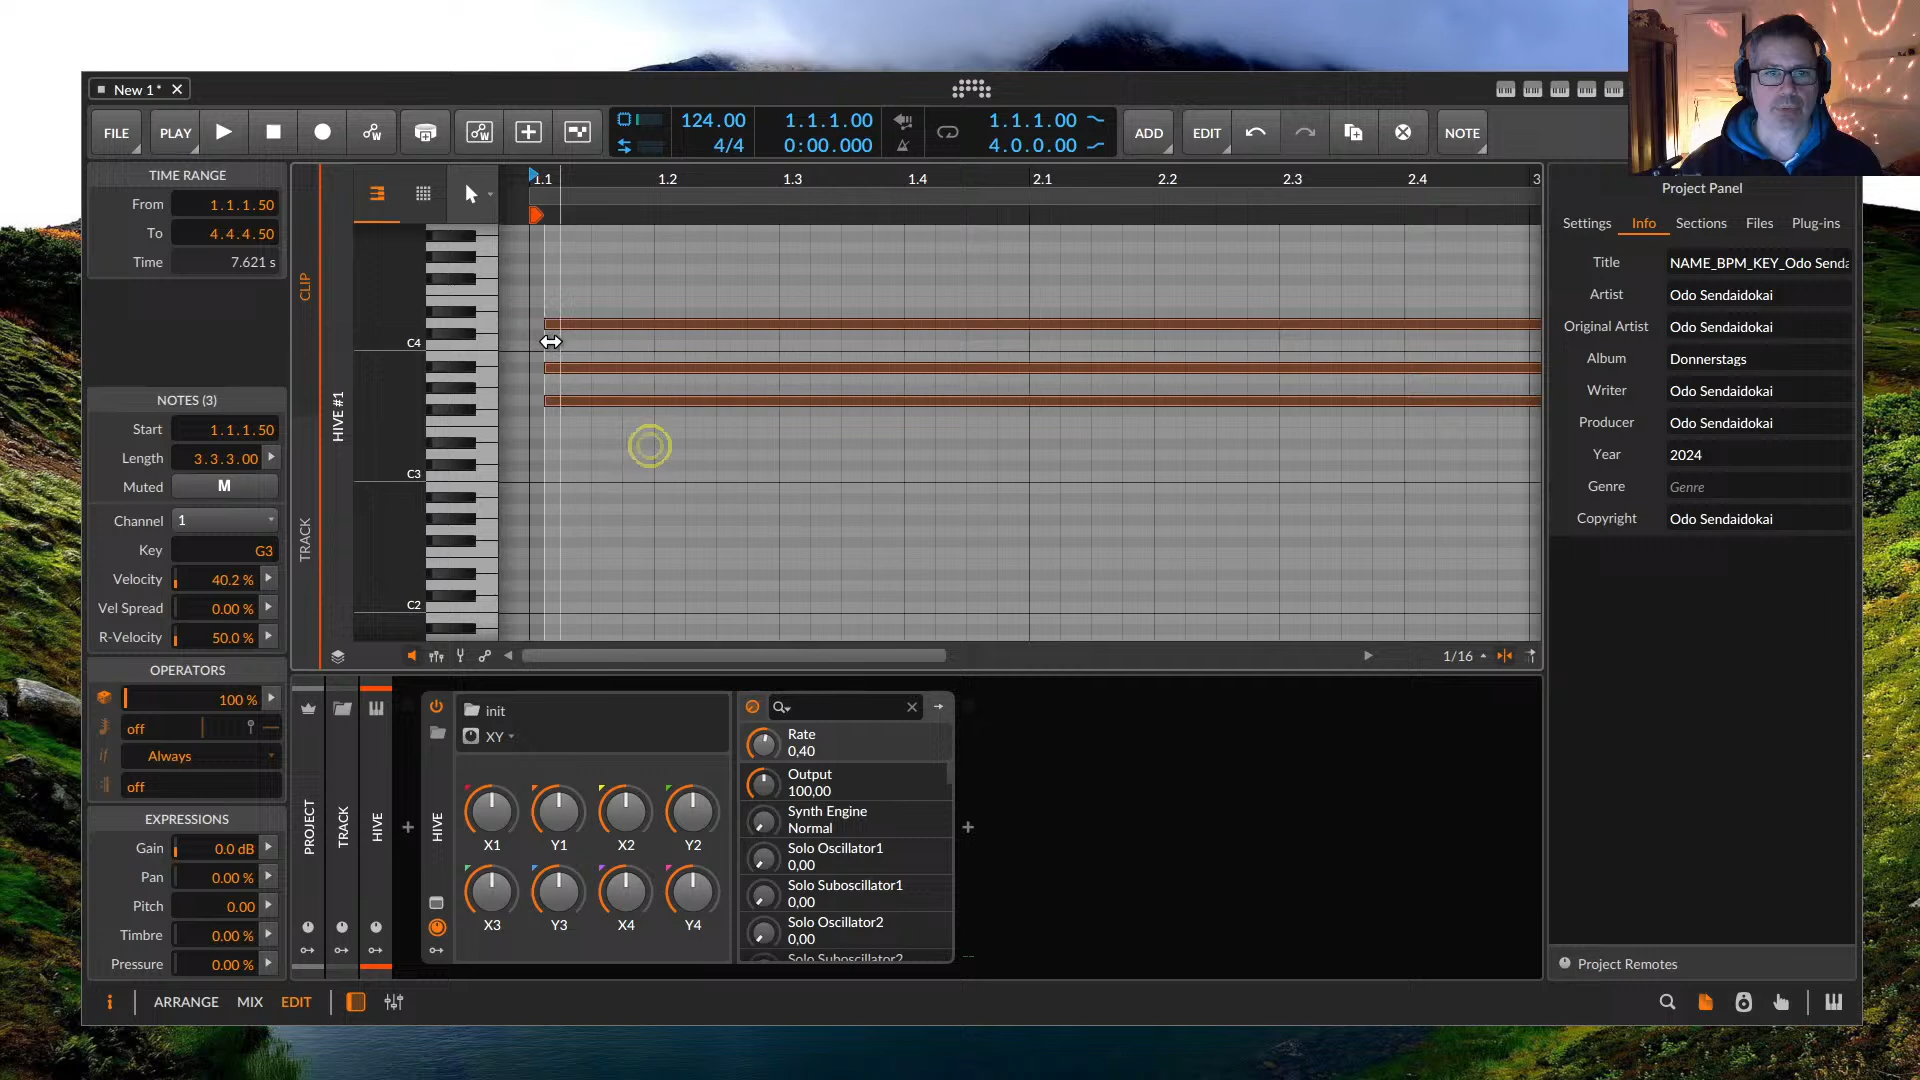 New 1*
FILE PLAY 124.00 1.1.1.00 1.1.1.00 ADD EDIT NOTE
4/4 0:00.000 4.0.0.00
TIME RANGE
From 1.1.1.50
To 4.4.4.50
Time 7.621 s
NOTES (3)
Start 1.1.1.50
Length 3.3.3.00
Muted M
Channel 1
Key G3
Velocity 40.2 %
Vel Spread 0.00 %
R-Velocity 50.0 %
OPERATORS
100 %
off
Always
off
EXPRESSIONS
Gain 0.0 dB
Pan 0.00 %
Pitch 0.00
Timbre 0.00 %
Pressure 0.00 %
CLIP
TRACK
HIVE #1
1.1 1.2 1.3 1.4 2.1 2.2 2.3 2.4 3
C4
C3
C2
1/16
PROJECT
TRACK
HIVE
HIVE
init
XY
X1 Y1 X2 Y2
X3 Y3 X4 Y4
Rate
0,40
Output
100,00
Synth Engine
Normal
Solo Oscillator1
0,00
Solo Suboscillator1
0,00
Solo Oscillator2
0,00
Solo Suboscillator2
Project Panel
Settings Info Sections Files Plug-ins
Title NAME_BPM_KEY_Odo Senda
Artist Odo Sendaidokai
Original Artist Odo Sendaidokai
Album Donnerstags
Writer Odo Sendaidokai
Producer Odo Sendaidokai
Year 2024
Genre Genre
Copyright Odo Sendaidokai
Project Remotes
i ARRANGE MIX EDIT